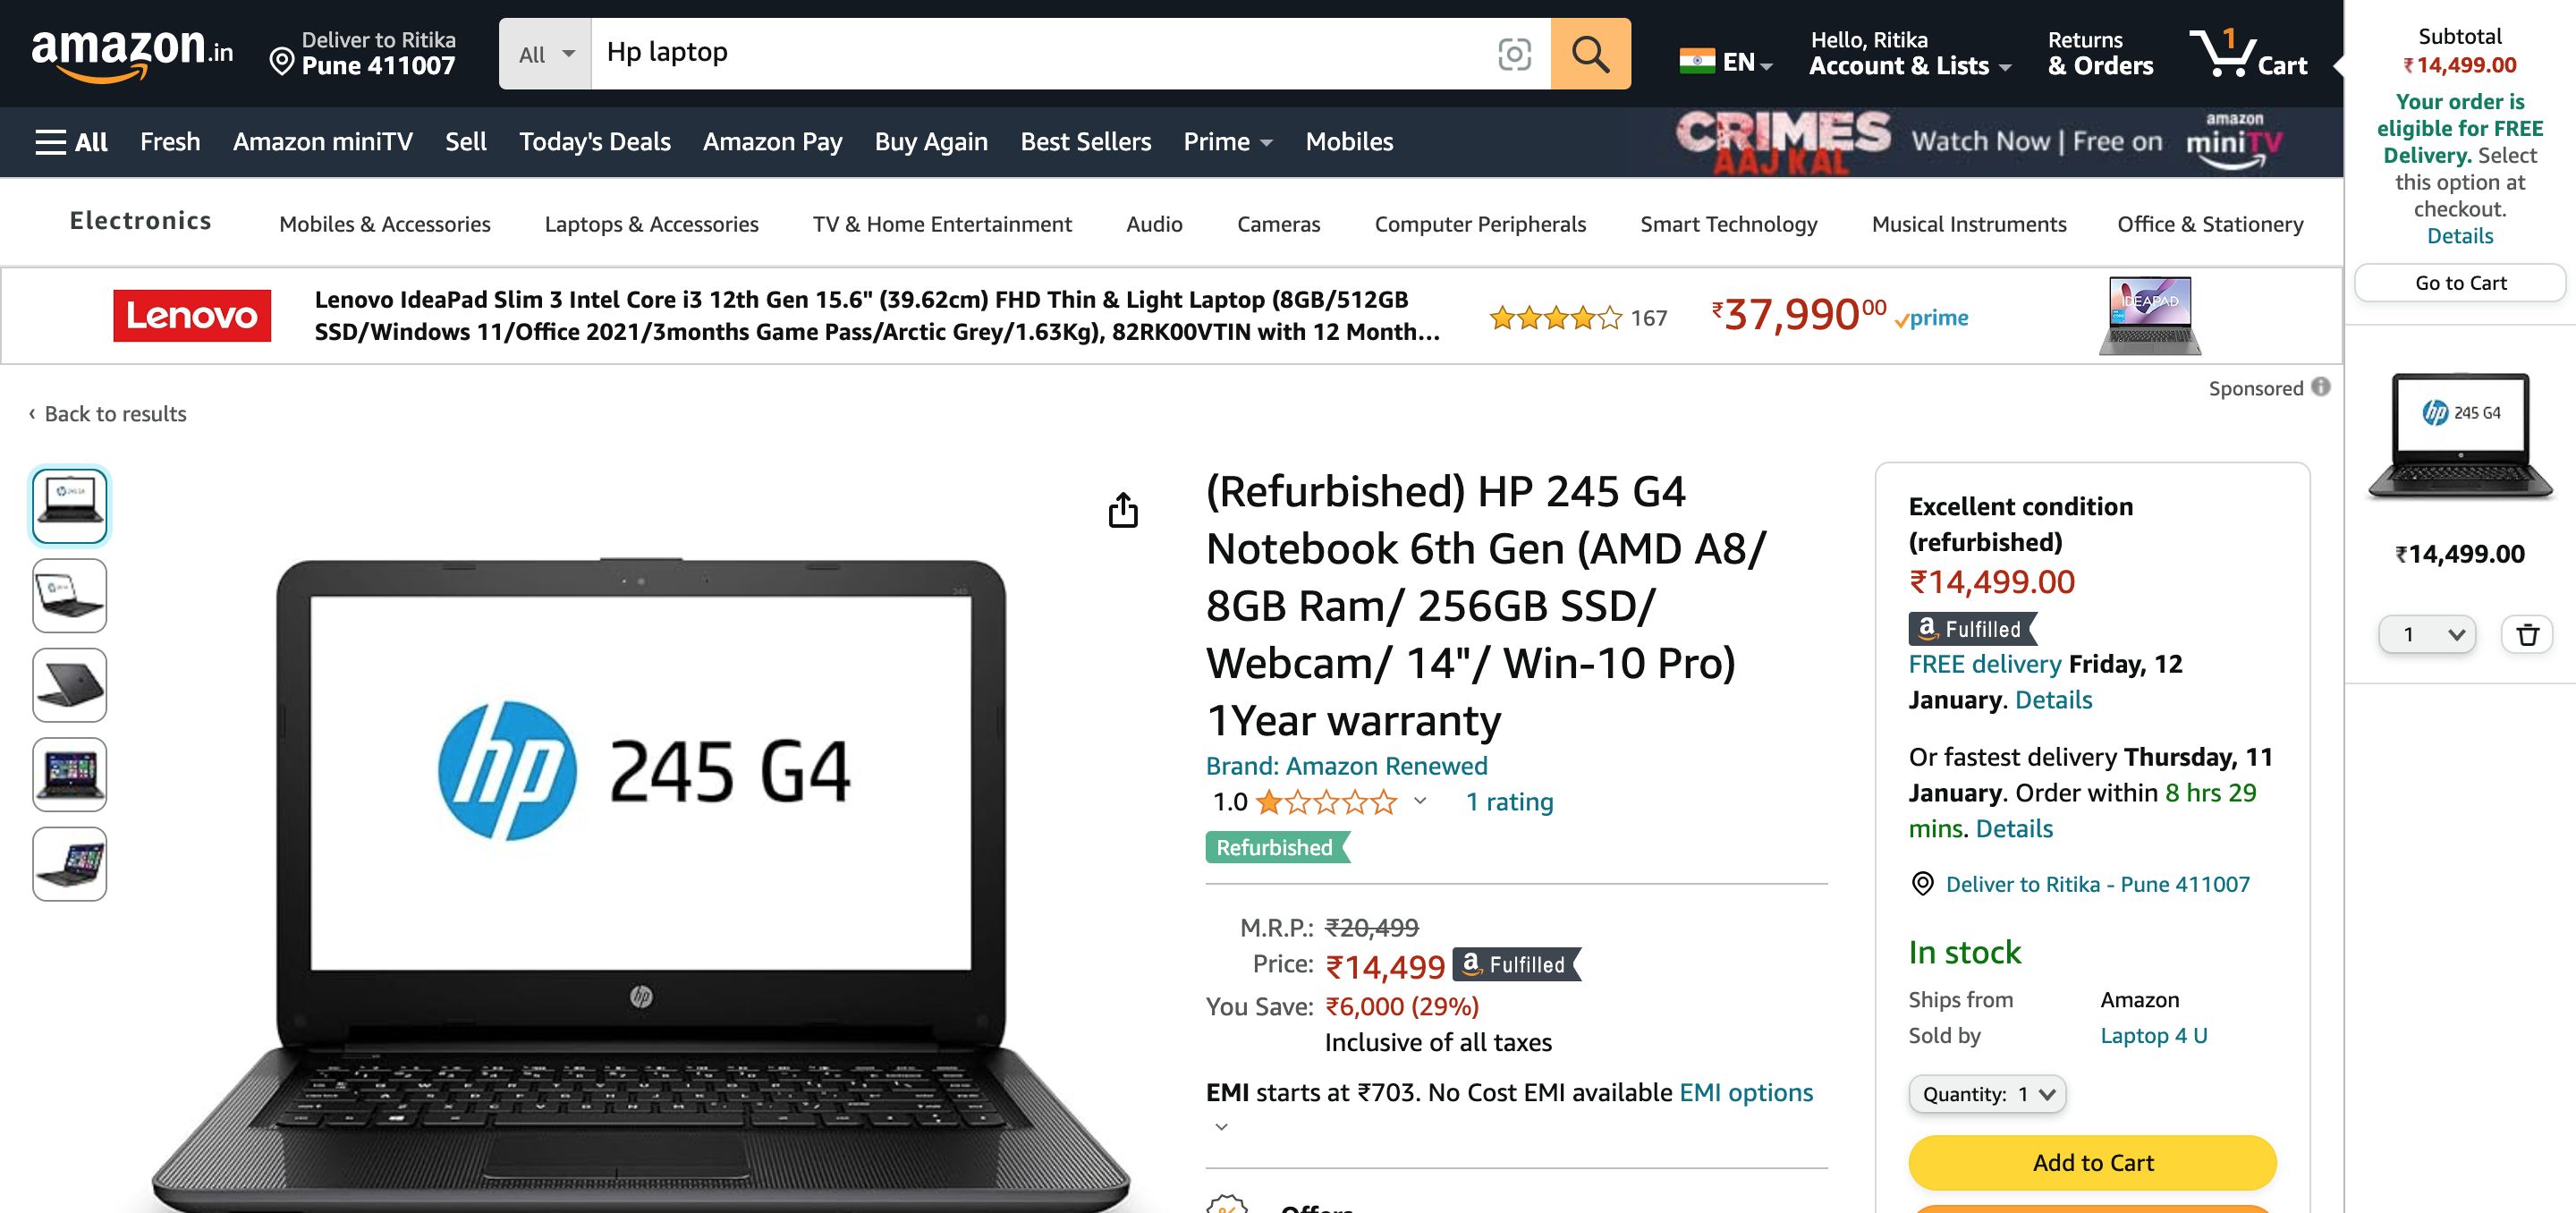 amazon.in
Deliver to Ritika
Pune 411007
All
Hp laptop
EN
Hello, Ritika
Account & Lists
Returns
& Orders
1
Cart
Subtotal
₹14,499.00
Your order is
eligible for FREE
Delivery. Select
this option at
checkout.
Details
Go to Cart
All
Fresh
Amazon miniTV
Sell
Today's Deals
Amazon Pay
Buy Again
Best Sellers
Prime
Mobiles
CRIMES
AAJ KAL
Watch Now | Free on
amazon
miniTV
Electronics
Mobiles & Accessories
Laptops & Accessories
TV & Home Entertainment
Audio
Cameras
Computer Peripherals
Smart Technology
Musical Instruments
Office & Stationery
Lenovo
Lenovo IdeaPad Slim 3 Intel Core i3 12th Gen 15.6" (39.62cm) FHD Thin & Light Laptop (8GB/512GB
SSD/Windows 11/Office 2021/3months Game Pass/Arctic Grey/1.63Kg), 82RK00VTIN with 12 Month...
167
₹37,99000
prime
IDEAPAD
Sponsored
‹ Back to results
hp 245 G4
hp
(Refurbished) HP 245 G4
Notebook 6th Gen (AMD A8/
8GB Ram/ 256GB SSD/
Webcam/ 14"/ Win-10 Pro)
1Year warranty
Brand: Amazon Renewed
1.0
1 rating
Refurbished
M.R.P.: ₹20,499
Price: ₹14,499
a Fulfilled
You Save: ₹6,000 (29%)
Inclusive of all taxes
EMI starts at ₹703. No Cost EMI available EMI options
Offers
Excellent condition
(refurbished)
₹14,499.00
a Fulfilled
FREE delivery Friday, 12
January. Details
Or fastest delivery Thursday, 11
January. Order within 8 hrs 29
mins. Details
Deliver to Ritika - Pune 411007
In stock
Ships from Amazon
Sold by Laptop 4 U
Quantity: 1
Add to Cart
hp 245 G4
₹14,499.00
1